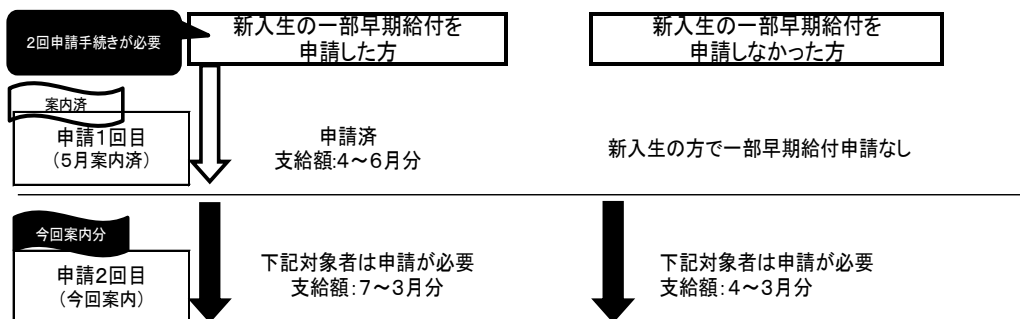 2回申請手続きが必要
新入生の一部早期給付を
申請した方
新入生の一部早期給付を
申請しなかった方
案内済
申請1回目
(5月案内済)
申請済
支給額:4~6月分
新入生の方で一部早期給付申請なし
今回案内分
申請2回目
(今回案内)
下記対象者は申請が必要
支給額:7~3月分
下記対象者は申請が必要
支給額:4~3月分